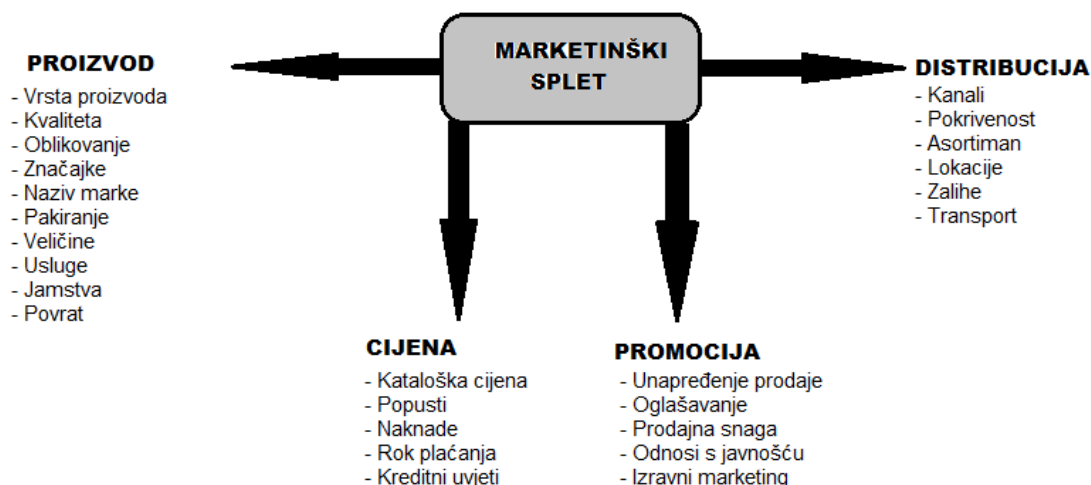 MARKETINŠKI
SPLET
PROIZVOD
- Vrsta proizvoda
- Kvaliteta
- Oblikovanje
- Značajke
- Naziv marke
- Pakiranje
- Veličine
- Usluge
- Jamstva
- Povrat
CIJENA
- Kataloška cijena
- Popusti
- Naknade
- Rok plaćanja
- Kreditni uvjeti
PROMOCIJA
- Unapređenje prodaje
- Oglašavanje
- Prodajna snaga
- Odnosi s javnošću
- Izravni marketing
DISTRIBUCIJA
- Kanali
- Pokrivenost
- Asortiman
- Lokacije
- Zalihe
- Transport